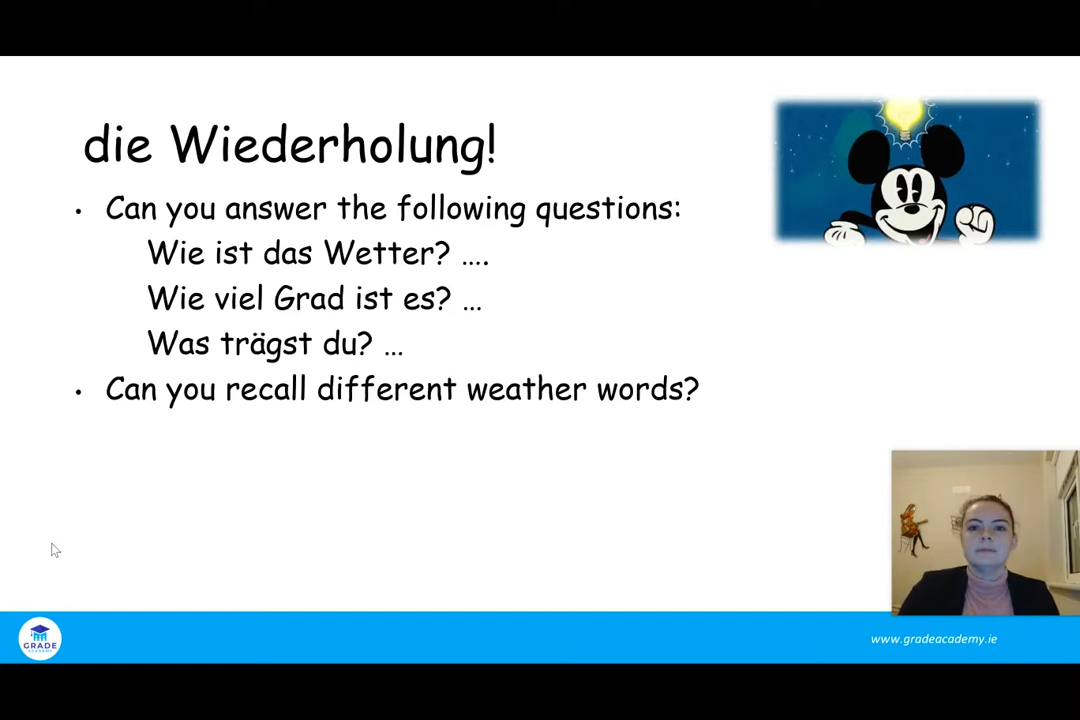 die Wiederholung!
• Can you answer the following questions:
Wie ist das Wetter? ....
Wie viel Grad ist es? ...
Was trägst du? ...
• Can you recall different weather words?
GRADE
ACADEMY
www.gradeacademy.ie